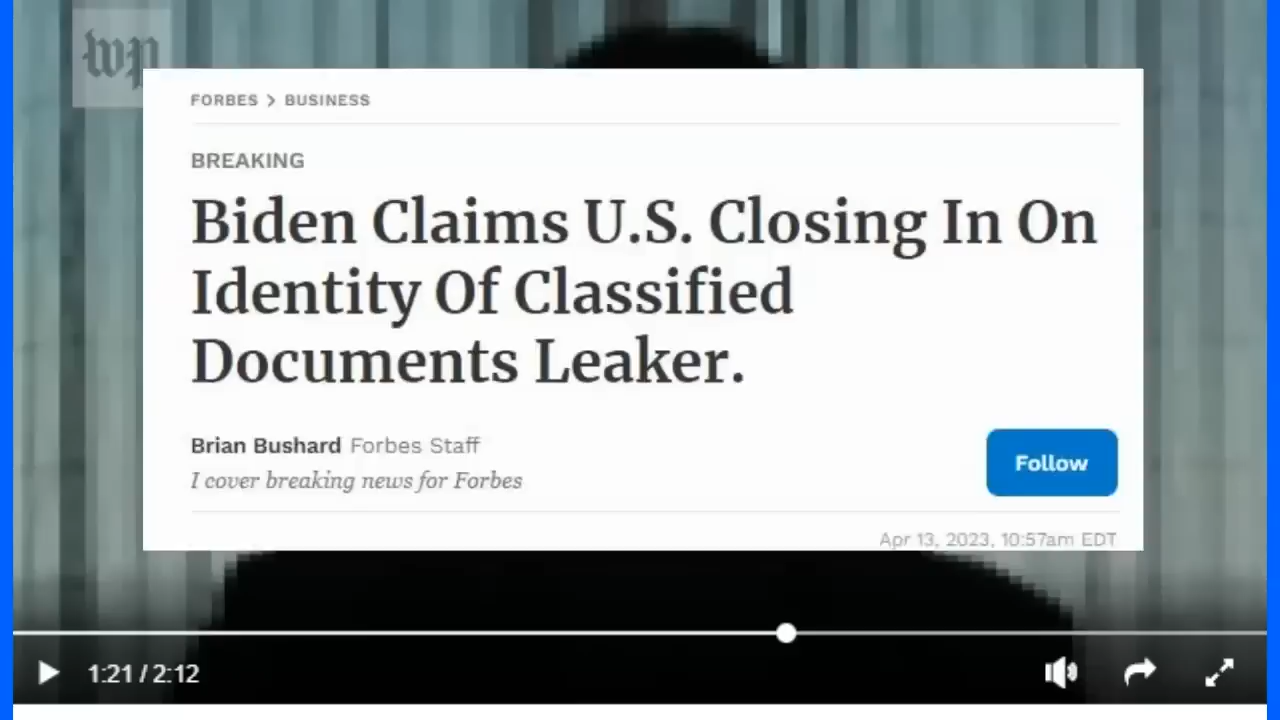 wp
FORBES > BUSINESS
BREAKING
Biden Claims U.S. Closing In On
Identity Of Classified
Documents Leaker.
Brian Bushard Forbes Staff
I cover breaking news for Forbes
Follow
Apr 13, 2023, 10:57am EDT
1:21 / 2:12